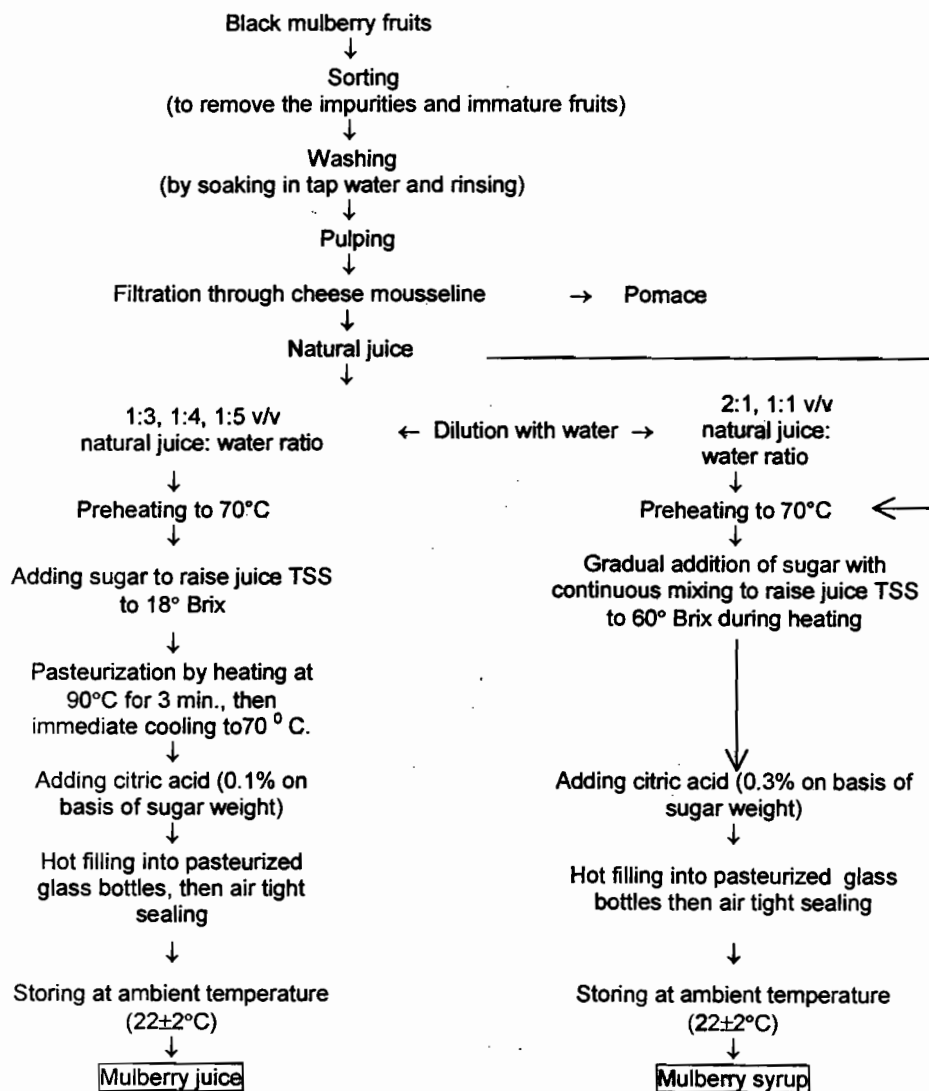 Black mulberry fruits
↓
Sorting
(to remove the impurities and immature fruits)
↓
Washing
(by soaking in tap water and rinsing)
↓
Pulping
↓
Filtration through cheese mousseline → Pomace
↓
Natural juice
↓
1:3, 1:4, 1:5 v/v
natural juice: water ratio
← Dilution with water →
2:1, 1:1 v/v
natural juice:
water ratio
↓
Preheating to 70°C
↓
Adding sugar to raise juice TSS
to 18° Brix
↓
Pasteurization by heating at
90°C for 3 min., then
immediate cooling to70 ⁰ C.
↓
Adding citric acid (0.1% on
basis of sugar weight)
↓
Hot filling into pasteurized
glass bottles, then air tight
sealing
↓
Storing at ambient temperature
(22±2°C)
↓
Mulberry juice
↓
Preheating to 70°C
↓
Gradual addition of sugar with
continuous mixing to raise juice TSS
to 60° Brix during heating
↓
Adding citric acid (0.3% on basis of
sugar weight)
↓
Hot filling into pasteurized glass
bottles then air tight sealing
↓
Storing at ambient temperature
(22±2°C)
↓
Mulberry syrup